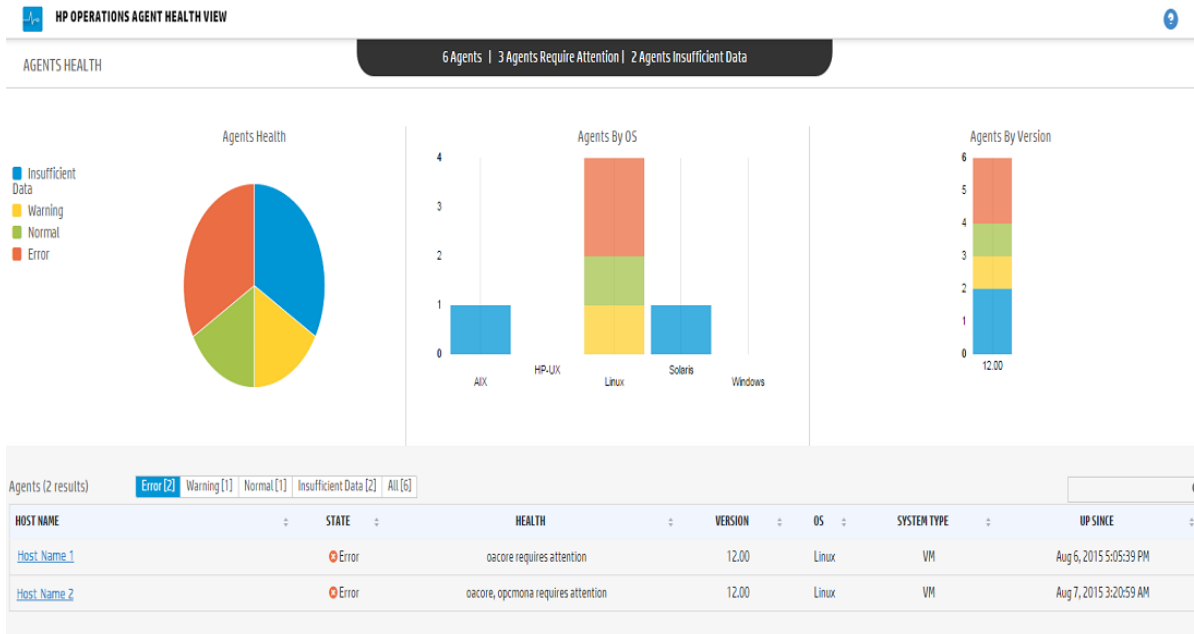 HP OPERATIONS AGENT HEALTH VIEW
?
AGENTS HEALTH
6 Agents | 3 Agents Require Attention | 2 Agents Insufficient Data
Agents Health
Insufficient
Data
Warning
Normal
Error
Agents By OS
4
3
2
1
0
AIX
HP-UX
Linux
Solaris
Windows
Agents By Version
6
5
4
3
2
1
0
12.00
Agents (2 results)
Error [2] Warning [1] Normal [1] Insufficient Data [2] All [6]
HOST NAME STATE HEALTH VERSION OS SYSTEM TYPE UP SINCE
Host Name 1 Error oacore requires attention 12.00 Linux VM Aug 6, 2015 5:05:39 PM
Host Name 2 Error oacore, opcmona requires attention 12.00 Linux VM Aug 7, 2015 3:20:59 AM